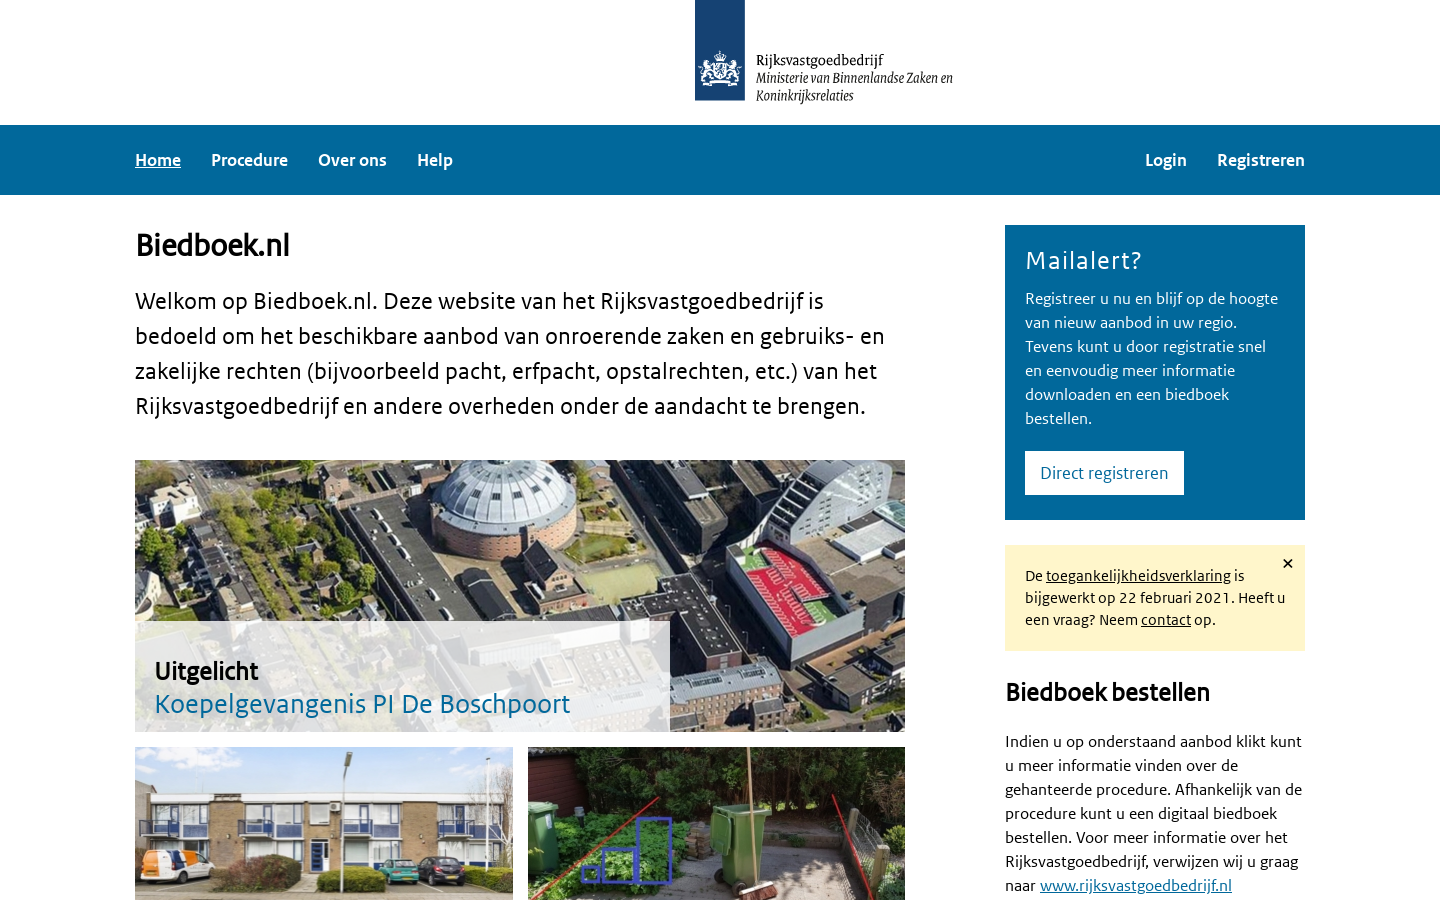 Rijksvastgoedbedrijf
Ministerie van Binnenlandse Zaken en
Koninkrijksrelaties
Home
Procedure
Over ons
Help
Login
Registreren
Biedboek.nl
Welkom op Biedboek.nl. Deze website van het Rijksvastgoedbedrijf is
bedoeld om het beschikbare aanbod van onroerende zaken en gebruiks- en
zakelijke rechten (bijvoorbeeld pacht, erfpacht, opstalrechten, etc.) van het
Rijksvastgoedbedrijf en andere overheden onder de aandacht te brengen.
Uitgelicht
Koepelgevangenis PI De Boschpoort
Mailalert?
Registreer u nu en blijf op de hoogte
van nieuw aanbod in uw regio.
Tevens kunt u door registratie snel
en eenvoudig meer informatie
downloaden en een biedboek
bestellen.
Direct registreren
De toegankelijkheidsverklaring is
bijgewerkt op 22 februari 2021. Heeft u
een vraag? Neem contact op.
Biedboek bestellen
Indien u op onderstaand aanbod klikt kunt
u meer informatie vinden over de
gehanteerde procedure. Afhankelijk van de
procedure kunt u een digitaal biedboek
bestellen. Voor meer informatie over het
Rijksvastgoedbedrijf, verwijzen wij u graag
naar www.rijksvastgoedbedrijf.nl